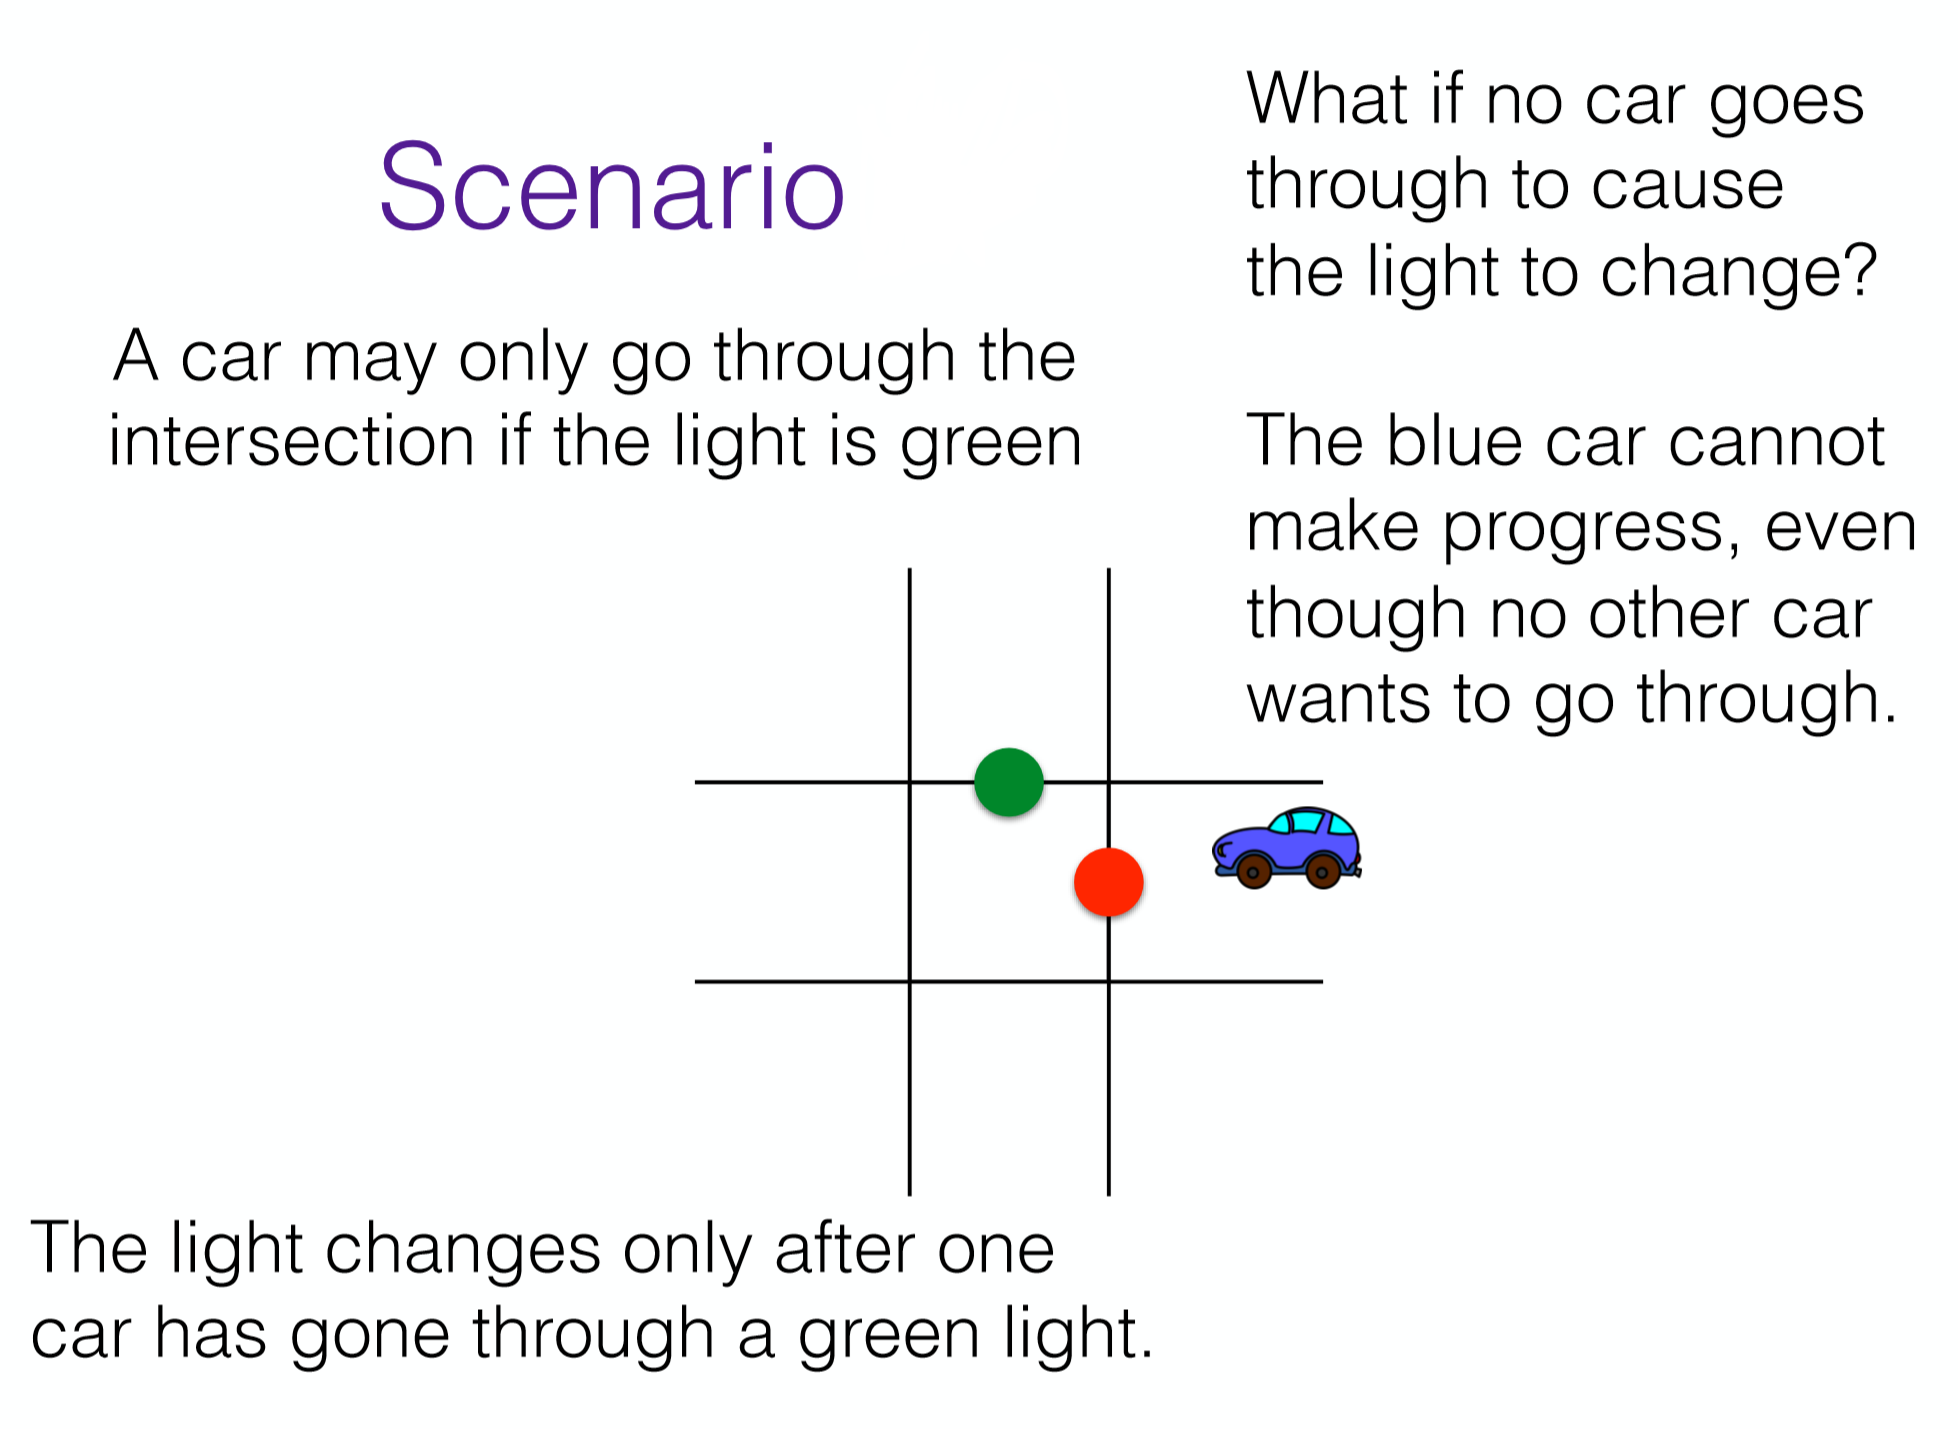 Scenario
A car may only go through the
intersection if the light is green
What if no car goes
through to cause
the light to change?
The blue car cannot
make progress, even
though no other car
wants to go through.
The light changes only after one
car has gone through a green light.